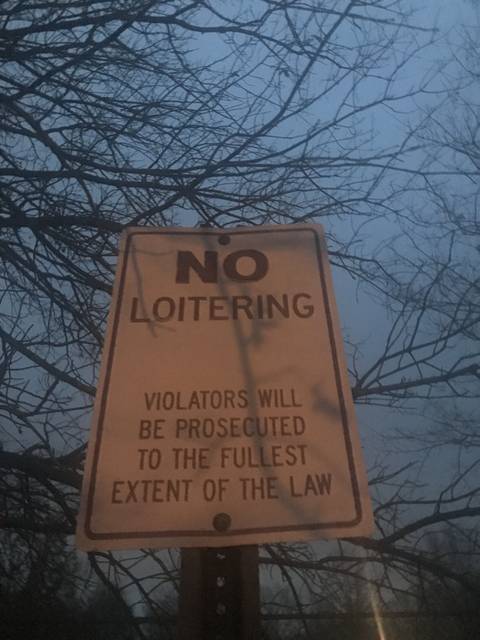 NO
LOITERING
VIOLATORS WILL
BE PROSECUTED
TO THE FULLEST
EXTENT OF THE LAW